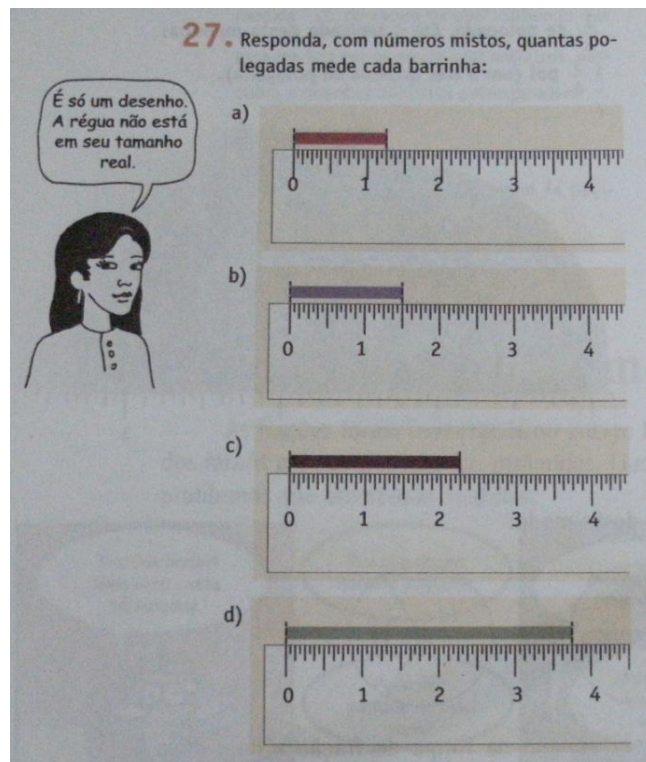 27. Responda, com números mistos, quantas po-
legadas mede cada barrinha:
É só um desenho.
A régua não está
em seu tamanho
real.
a)
0 1 2 3 4
b)
0 1 2 3 4
c)
0 1 2 3 4
d)
0 1 2 3 4